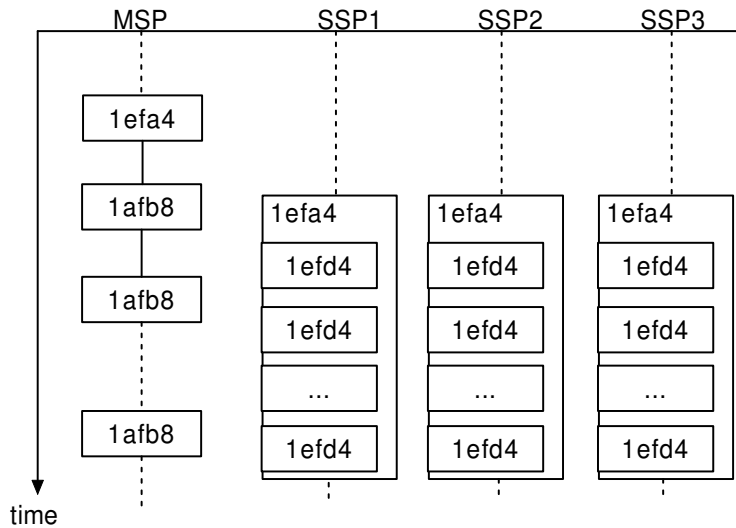 MSP SSP1 SSP2 SSP3
1efa4
1afb8 1efa4 1efa4 1efa4
1efd4 1efd4 1efd4
1afb8
1efd4 1efd4 1efd4
... ... ...
1afb8 1efd4 1efd4 1efd4
time